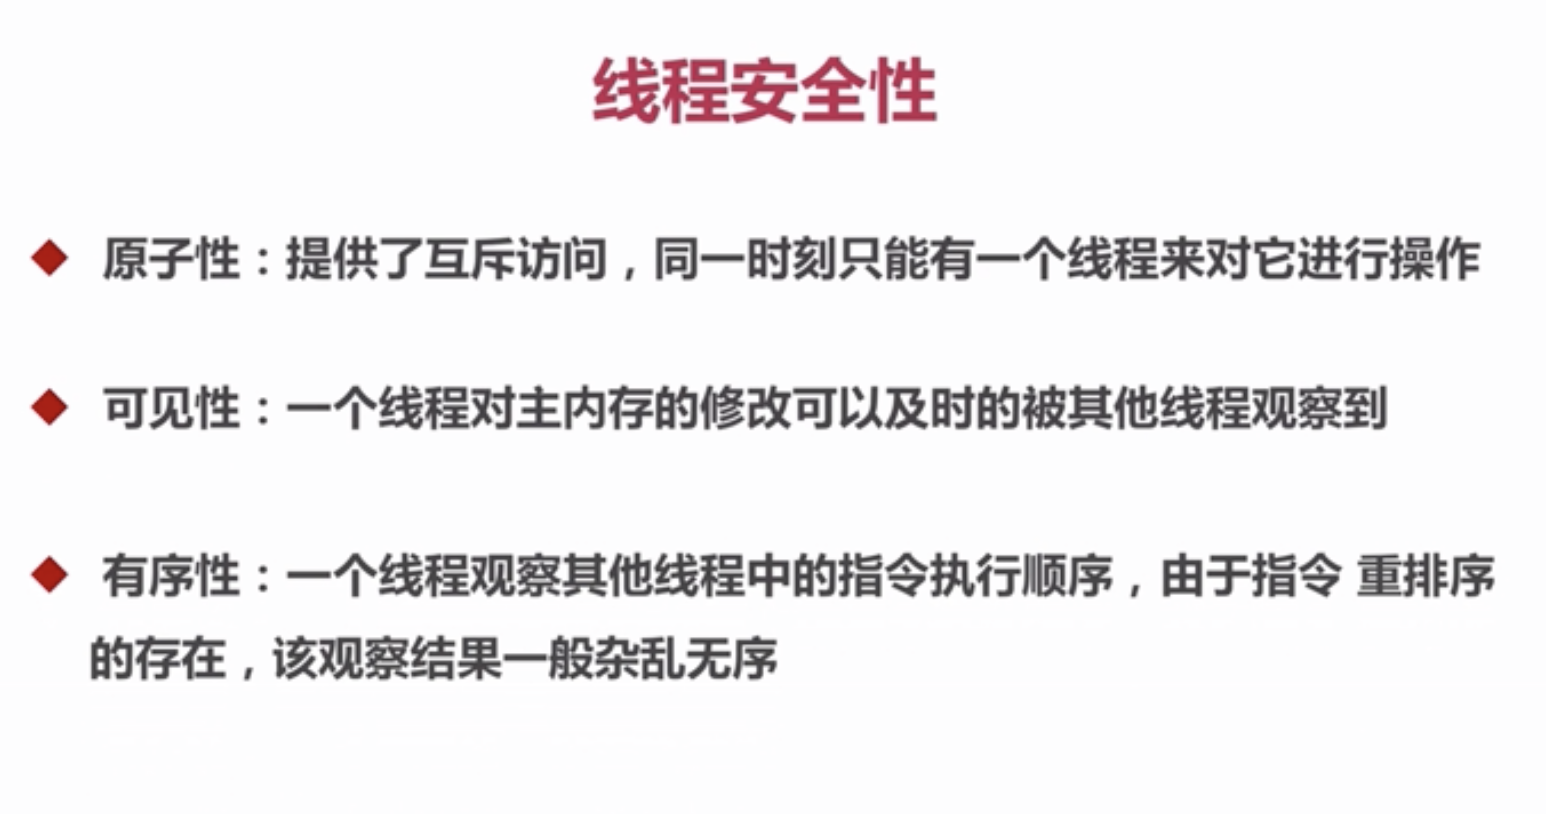 线程安全性
原子性：提供了互斥访问，同一时刻只能有一个线程来对它进行操作
可见性：一个线程对主内存的修改可以及时的被其他线程观察到
有序性：一个线程观察其他线程中的指令执行顺序，由于指令 重排序
的存在，该观察结果一般杂乱无序